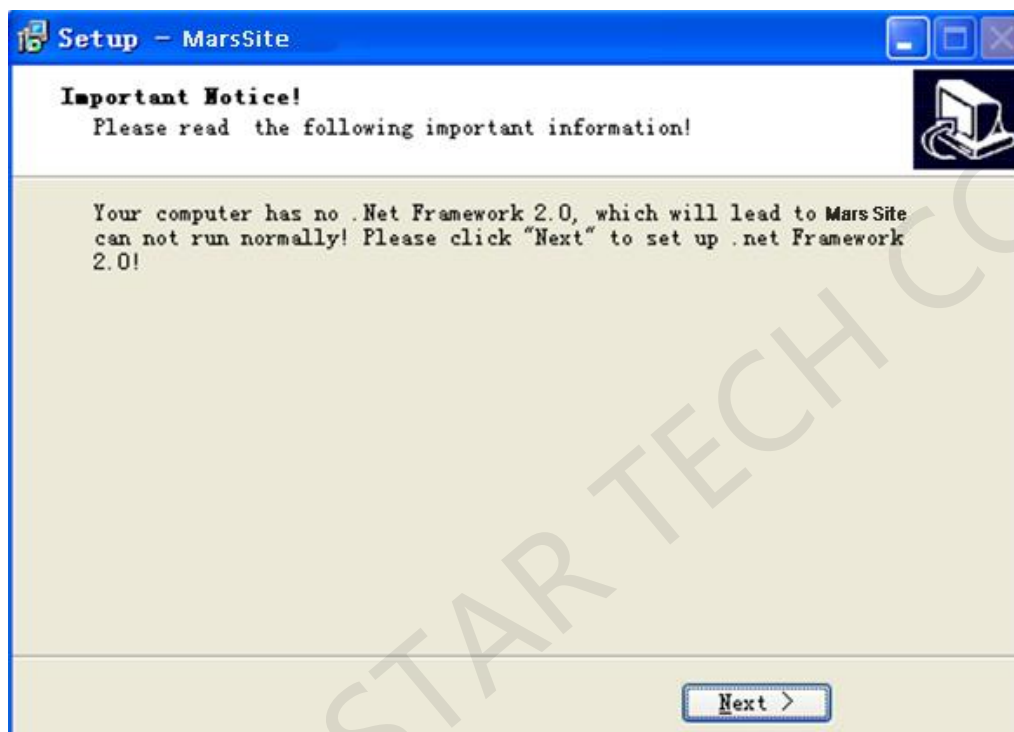 Setup - MarsSite
Important Notice!
Please read the following important information!
Your computer has no .Net Framework 2.0, which will lead to Mars Site
can not run normally! Please click "Next" to set up .net Framework
2.0!
Next >
STAR TECH CO